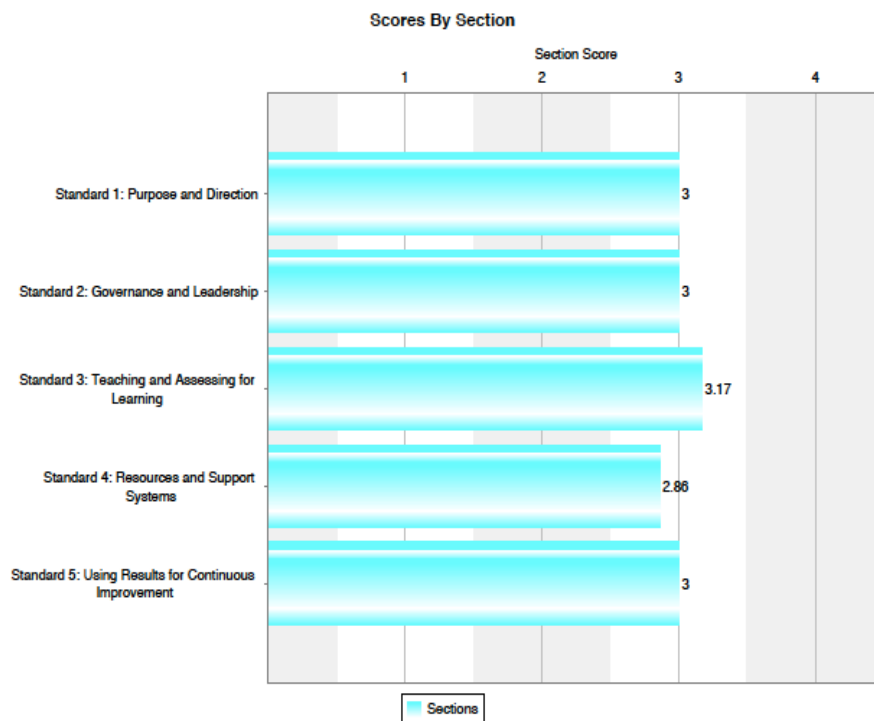 Scores By Section
Section Score
1 2 3 4
Standard 1: Purpose and Direction 3
Standard 2: Governance and Leadership 3
Standard 3: Teaching and Assessing for
Learning
3.17
Standard 4: Resources and Support
Systems
2.86
Standard 5: Using Results for Continuous
Improvement
3
Sections